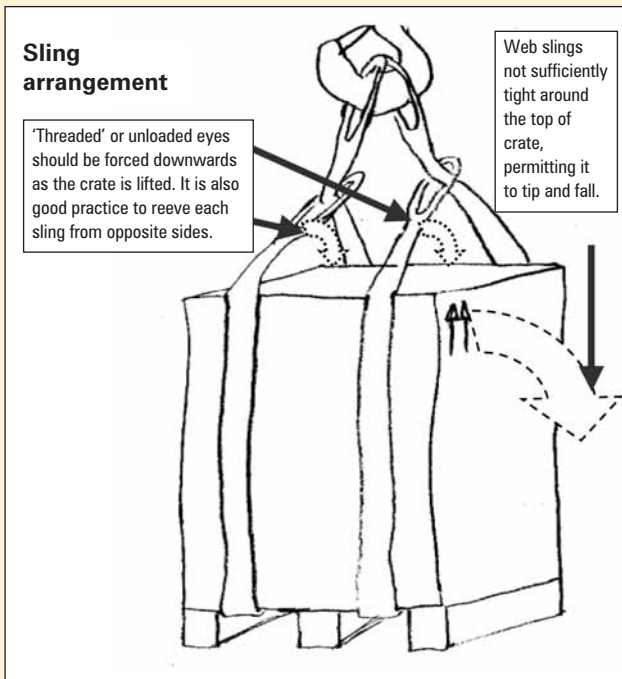 Sling
arrangement
‘Threaded’ or unloaded eyes
should be forced downwards
as the crate is lifted. It is also
good practice to reeve each
sling from opposite sides.
Web slings
not sufficiently
tight around
the top of
crate,
permitting it
to tip and fall.